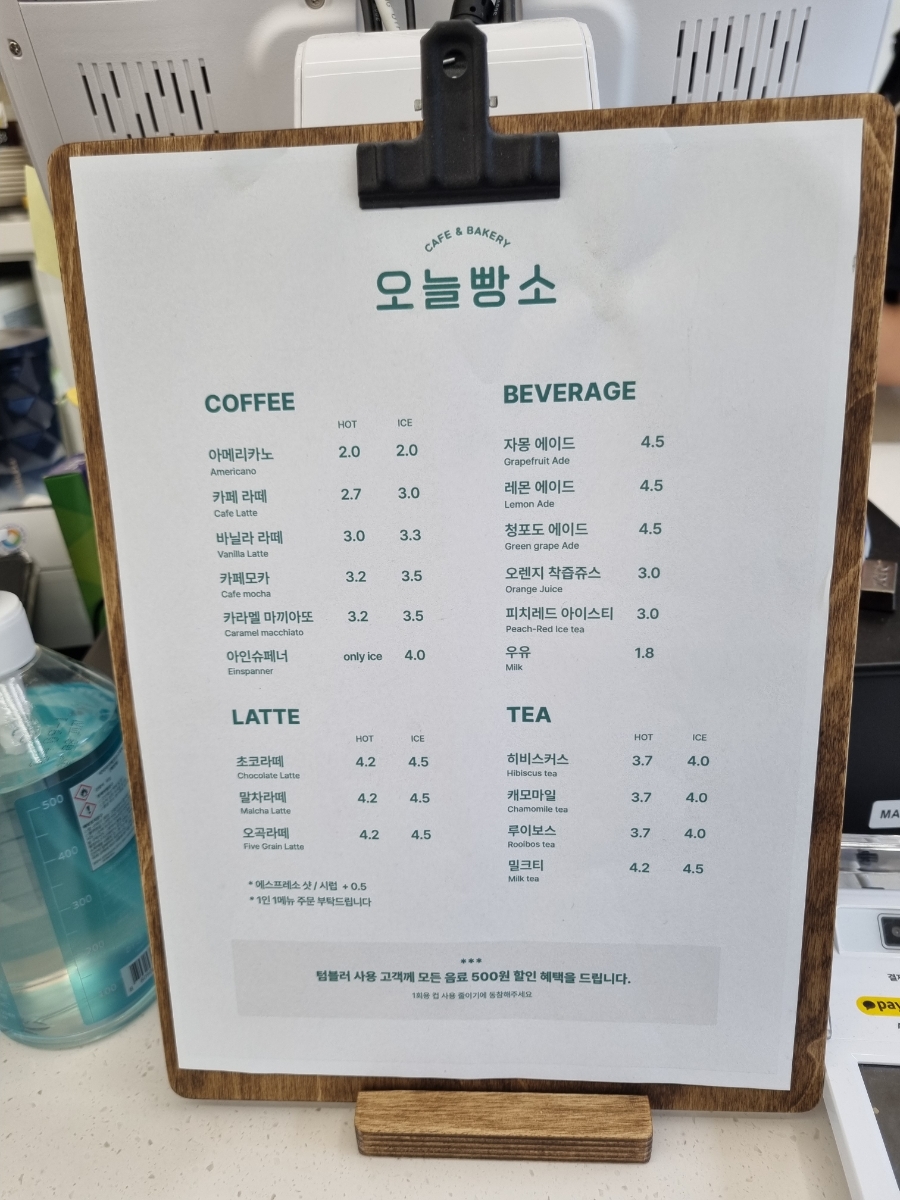 CAFE & BAKERY
오늘빵소
COFFEE
HOT ICE
아메리카노 2.0 2.0
Americano
카페 라떼 2.7 3.0
Cafe Latte
바닐라 라떼 3.0 3.3
Vanilla Latte
카페모카 3.2 3.5
Cafe mocha
카라멜 마끼아또 3.2 3.5
Caramel macchiato
아인슈페너 only ice 4.0
Einspanner
LATTE
HOT ICE
초코라떼 4.2 4.5
Chocolate Latte
말차라떼 4.2 4.5
Malcha Latte
오곡라떼 4.2 4.5
Five Grain Latte
* 에스프레소 샷 / 시럽 + 0.5
* 1인 1메뉴 주문 부탁드립니다
BEVERAGE
자몽 에이드 4.5
Grapefruit Ade
레몬 에이드 4.5
Lemon Ade
청포도 에이드 4.5
Green grape Ade
오렌지 착즙쥬스 3.0
Orange Juice
피치레드 아이스티 3.0
Peach-Red Ice tea
우유 1.8
Milk
TEA
HOT ICE
히비스커스 3.7 4.0
Hibiscus tea
캐모마일 3.7 4.0
Chamomile tea
루이보스 3.7 4.0
Rooibos tea
밀크티 4.2 4.5
Milk tea
***
텀블러 사용 고객께 모든 음료 500원 할인 혜택을 드립니다.
1회용 컵 사용 줄이기에 동참해주세요
500
400
300
pay
MA